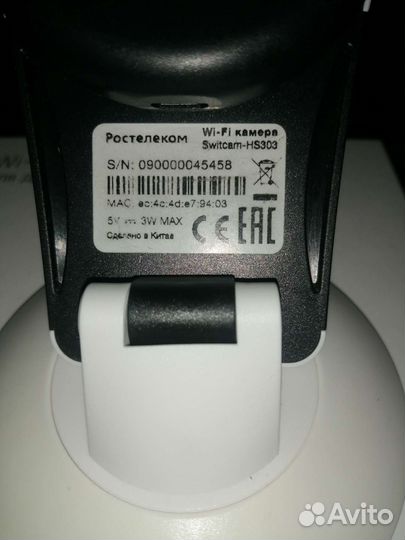 Ростелеком
Wi-Fi камера
Switcam-HS303
S/N: 090000045458
MAC: ec:4c:4d:e7:94:03
5V 3W MAX
Сделано в Китае
CE EAC
Avito